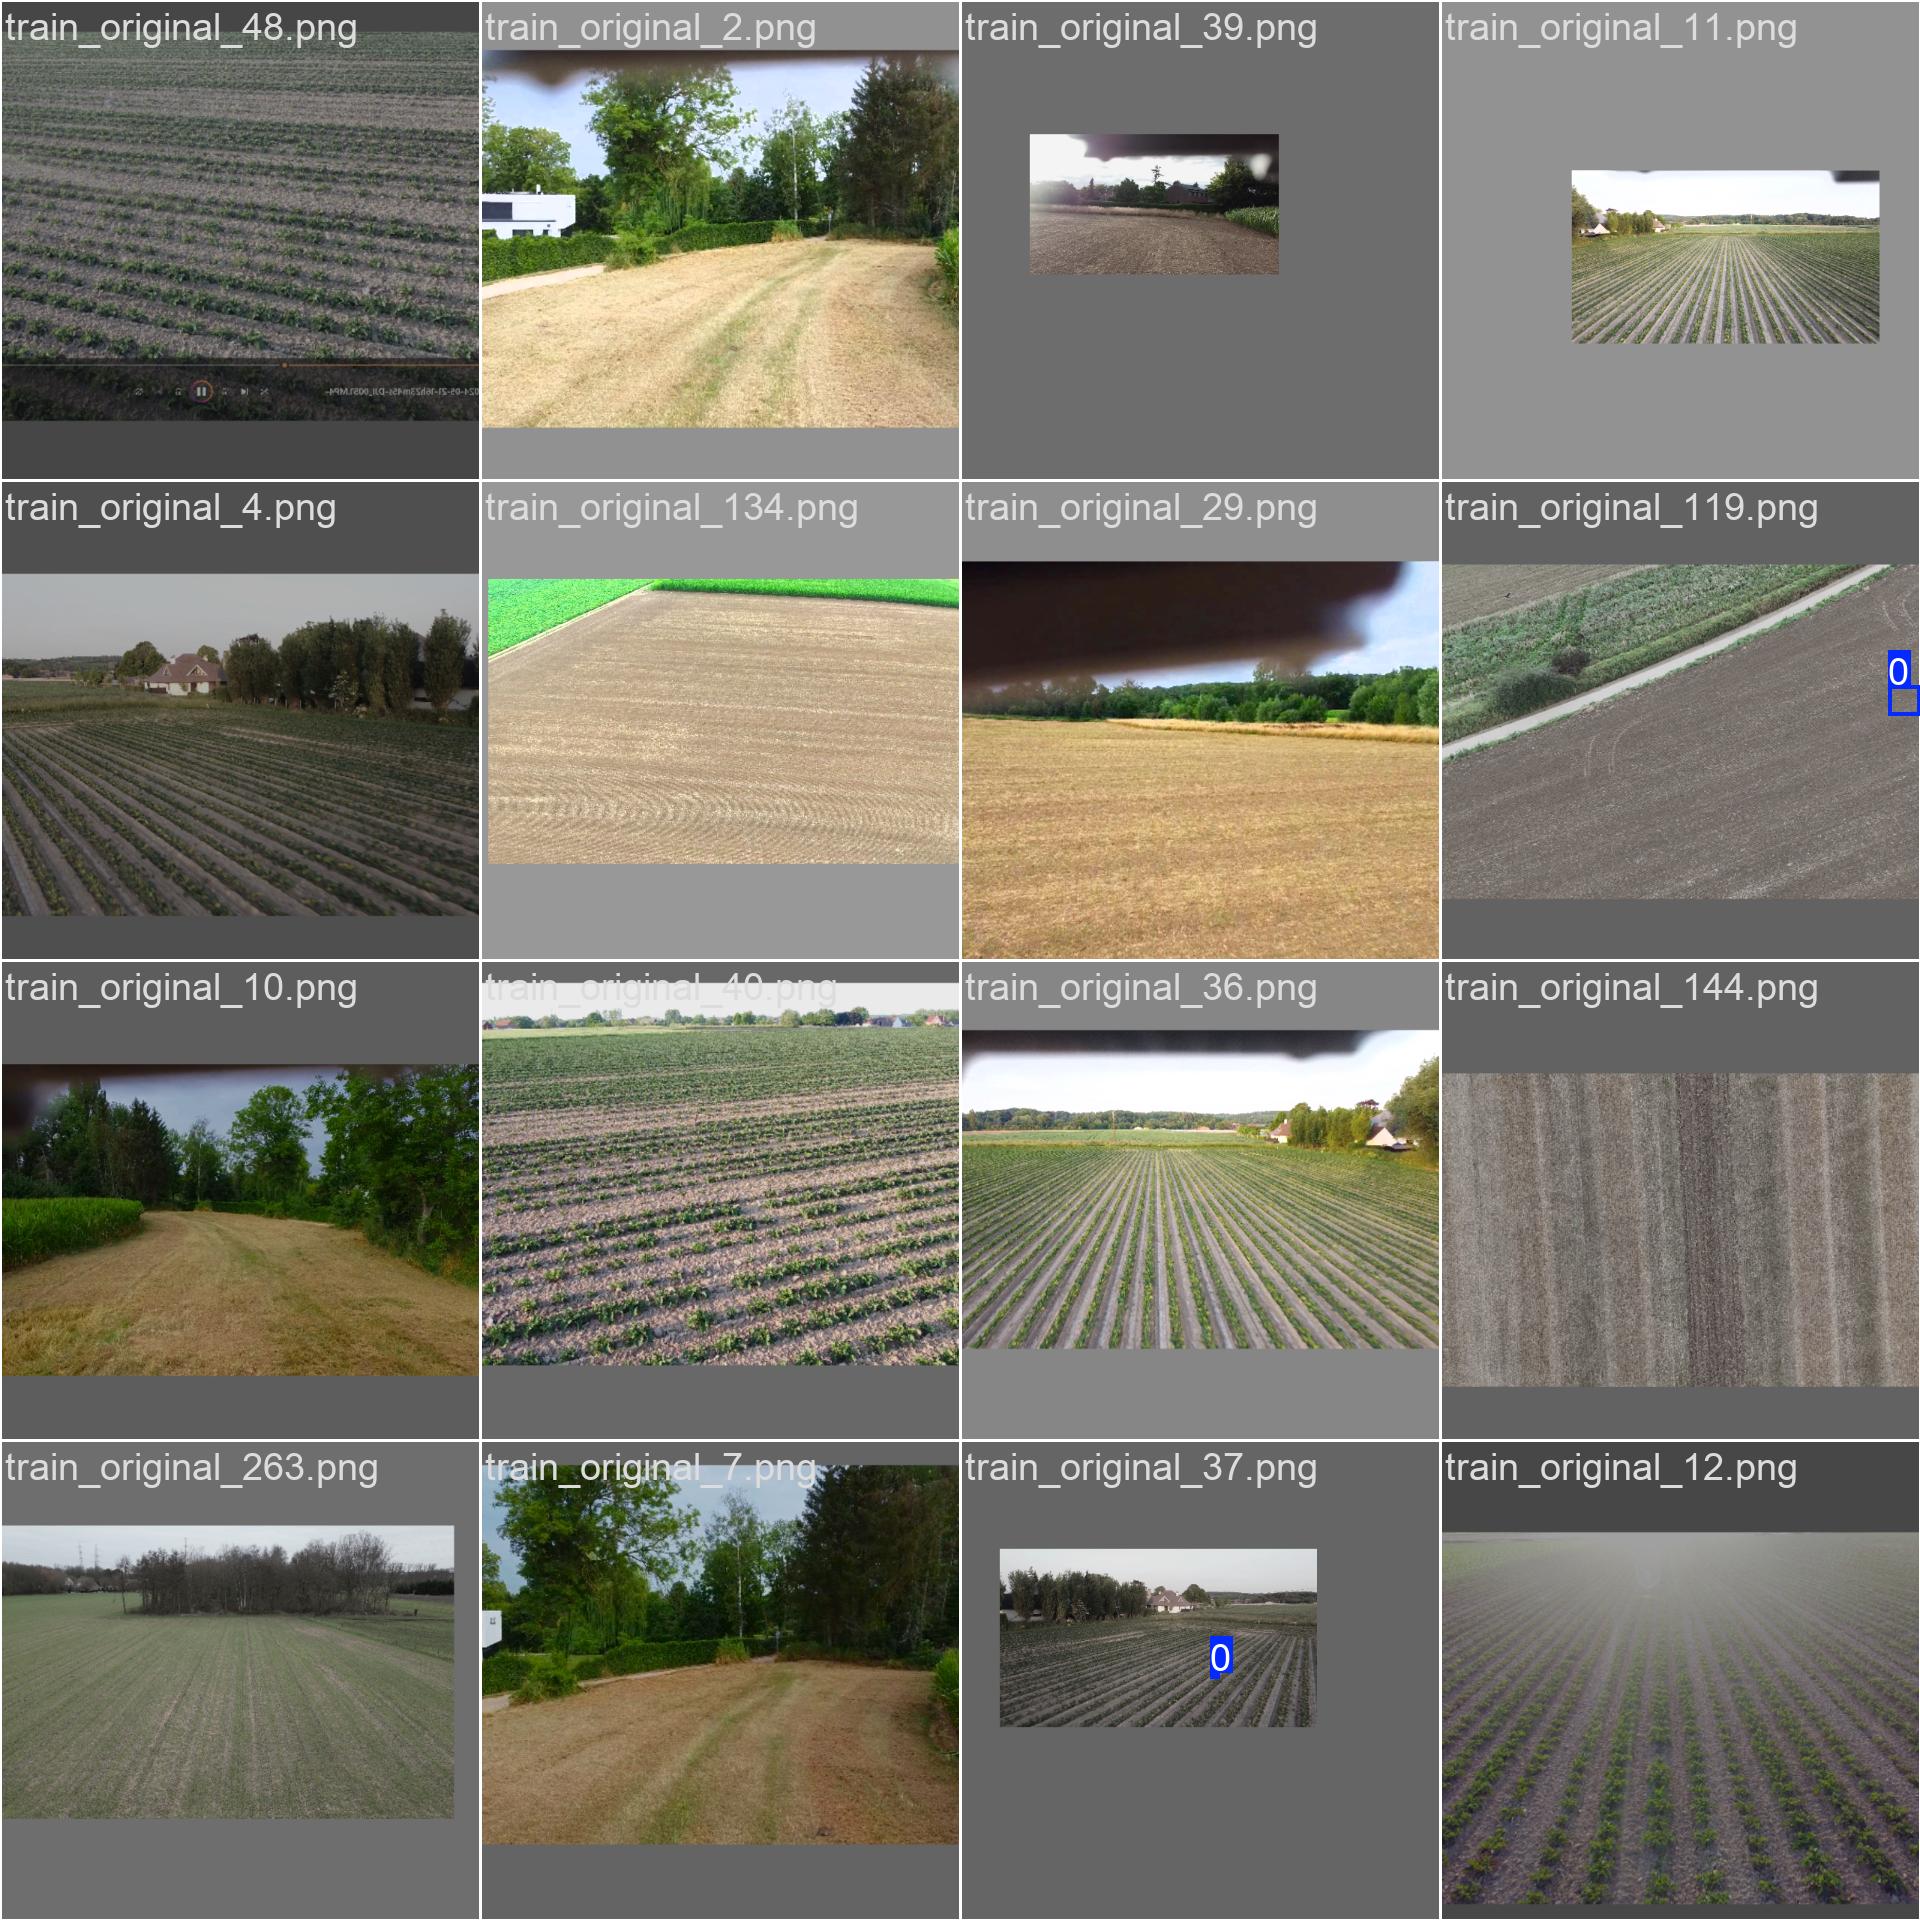 train_original_48.png
train_original_2.png
train_original_39.png
train_original_11.png
train_original_4.png
train_original_134.png
train_original_29.png
train_original_119.png
0
train_original_10.png
train_original_40.png
train_original_36.png
train_original_144.png
train_original_263.png
train_original_7.png
train_original_37.png
train_original_12.png
0